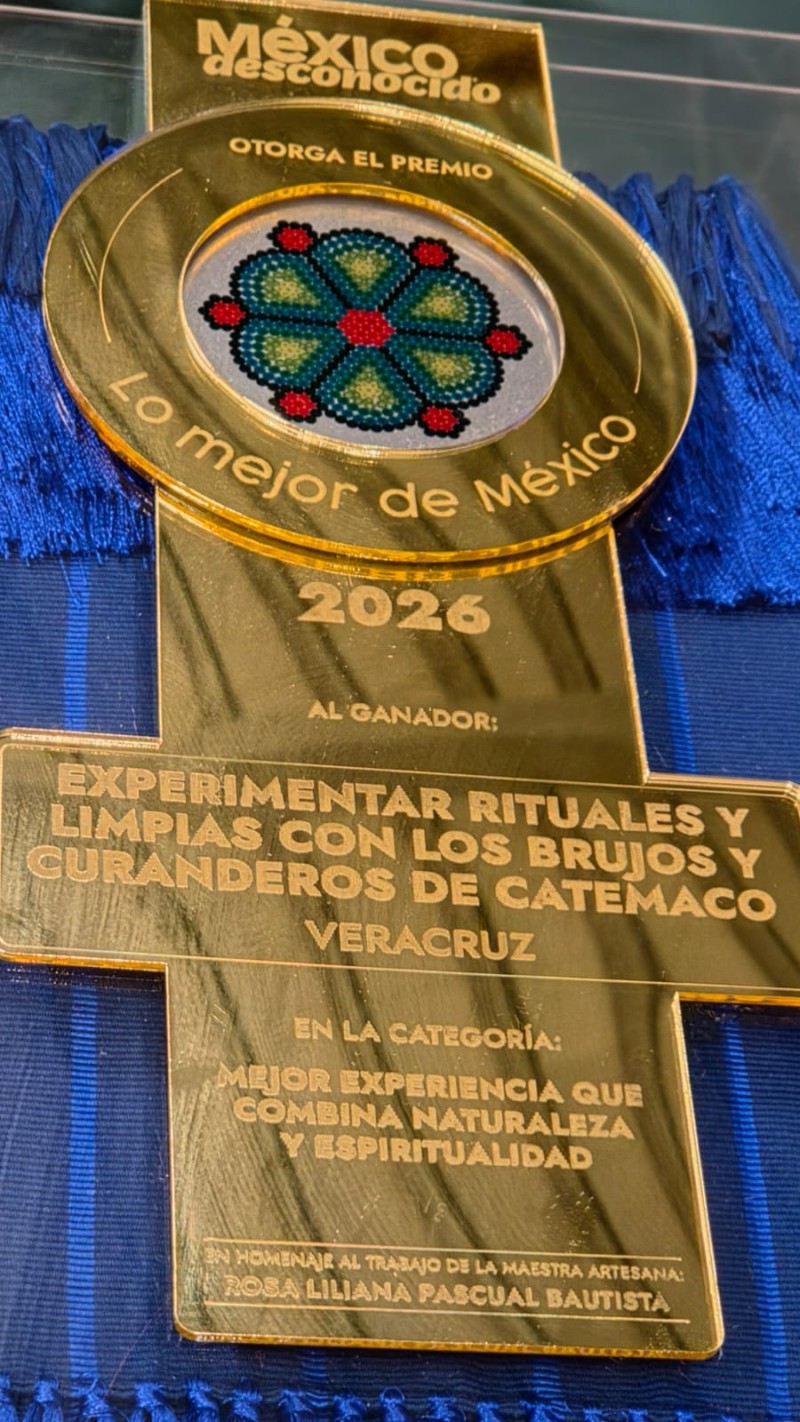 México
desconocido
OTORGA EL PREMIO
Lo mejor de México
2026
AL GANADOR:
EXPERIMENTAR RITUALES Y
LIMPIAS CON LOS BRUJOS Y
CURANDEROS DE CATEMACO
VERACRUZ
EN LA CATEGORÍA:
MEJOR EXPERIENCIA QUE
COMBINA NATURALEZA
Y ESPIRITUALIDAD
EN HOMENAJE AL TRABAJO DE LA MAESTRA ARTESANA:
ROSA LILIANA PASCUAL BAUTISTA